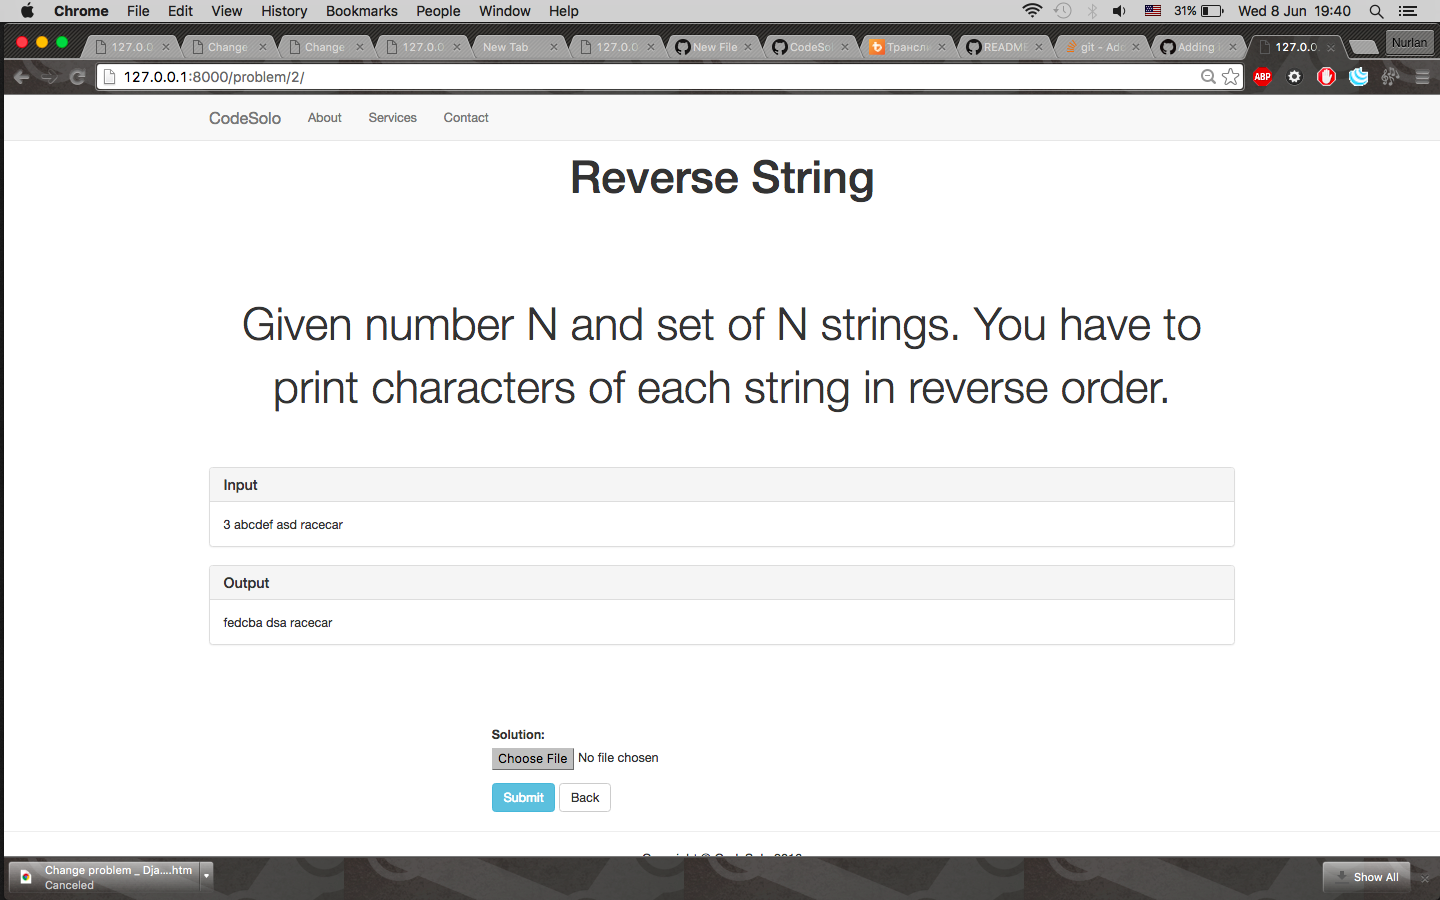 Chrome File Edit View History Bookmarks People Window Help 31% Wed 8 Jun 19:40
127.0.0 Change Change 127.0.0 New Tab 127.0.0 New File CodeSol Трансли README git - Add Adding 127.0.0. Nurlan
127.0.0.1:8000/problem/2/ ABP
CodeSolo About Services Contact
Reverse String
Given number N and set of N strings. You have to
print characters of each string in reverse order.
Input
3 abcdef asd racecar
Output
fedcba dsa racecar
Solution:
Choose File No file chosen
Submit Back
Change problem _ Dja....htm
Canceled
Show All